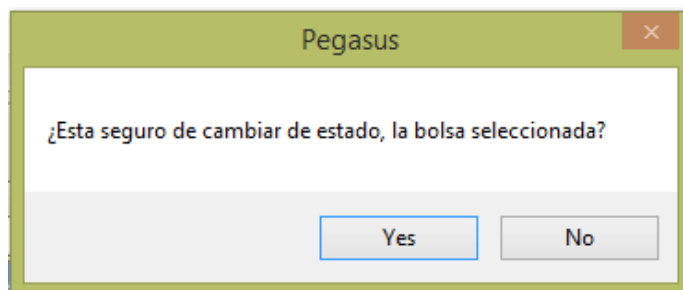 Pegasus
¿Esta seguro de cambiar de estado, la bolsa seleccionada?
Yes
No